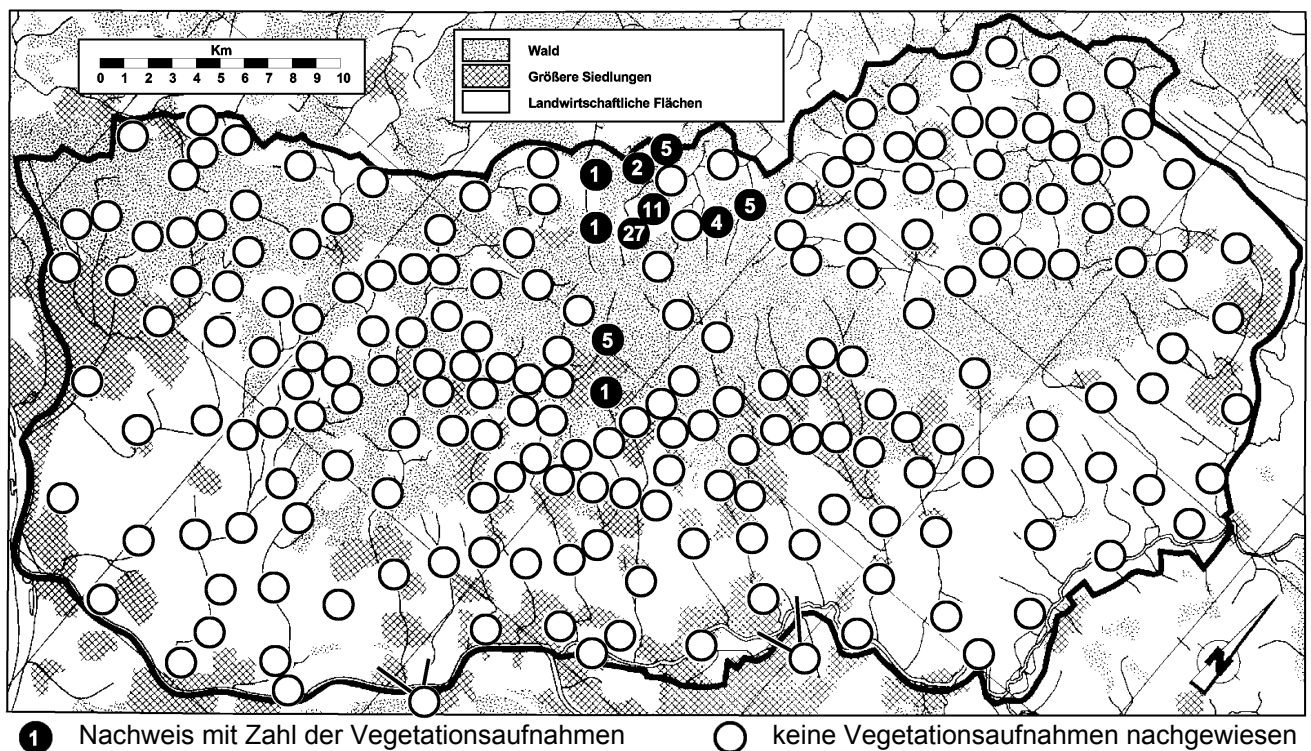 Km
0 1 2 3 4 5 6 7 8 9 10
Wald
Größere Siedlungen
Landwirtschaftliche Flächen
5
2
1
5
11
4
1
27
5
1
N
1 Nachweis mit Zahl der Vegetationsaufnahmen
keine Vegetationsaufnahmen nachgewiesen